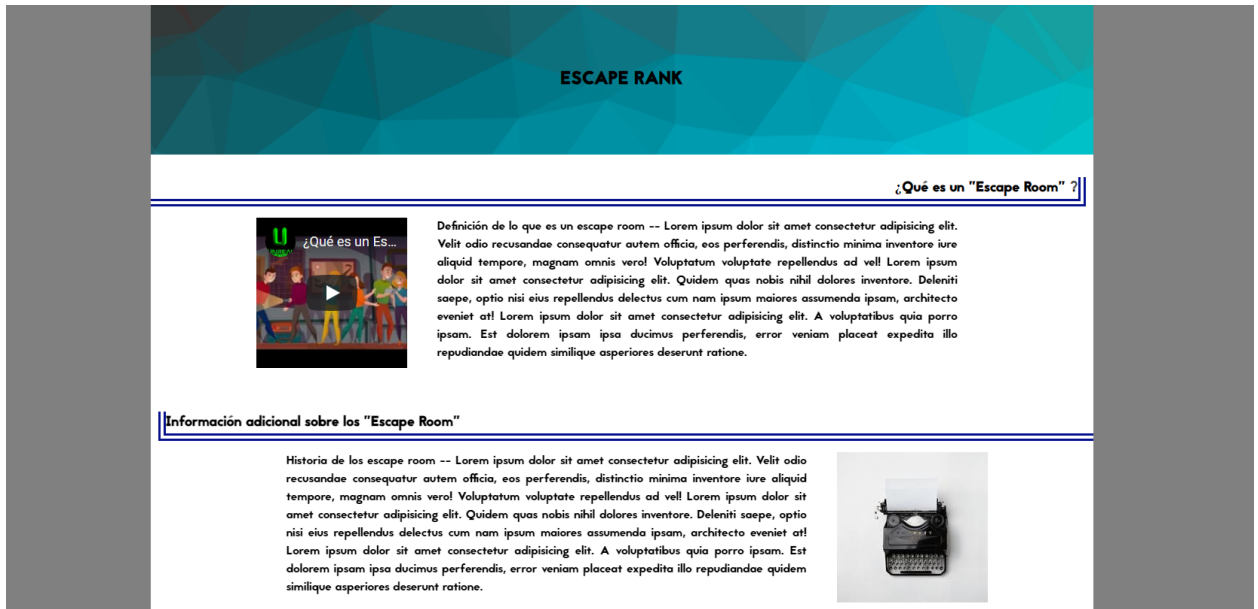 ESCAPE RANK
¿Qué es un "Escape Room" ?
¿Qué es un Es...
Definición de lo que es un escape room -- Lorem ipsum dolor sit amet consectetur adipisicing elit.
Velit odio recusandae consequatur autem officia, eos perferendis, distinctio minima inventore iure
aliquid tempore, magnam omnis vero! Voluptatum voluptate repellendus ad vel! Lorem ipsum
dolor sit amet consectetur adipisicing elit. Quidem quas nobis nihil dolores inventore. Deleniti
saepe, optio nisi eius repellendus delectus cum nam ipsum maiores assumenda ipsam, architecto
eveniet at! Lorem ipsum dolor sit amet consectetur adipisicing elit. A voluptatibus quia porro
ipsam. Est dolorem ipsam ipsa ducimus perferendis, error veniam placeat expedita illo
repudiandae quidem similique asperiores deserunt ratione.
Información adicional sobre los "Escape Room"
Historia de los escape room -- Lorem ipsum dolor sit amet consectetur adipisicing elit. Velit odio
recusandae consequatur autem officia, eos perferendis, distinctio minima inventore iure aliquid
tempore, magnam omnis vero! Voluptatum voluptate repellendus ad vel! Lorem ipsum dolor sit
amet consectetur adipisicing elit. Quidem quas nobis nihil dolores inventore. Deleniti saepe, optio
nisi eius repellendus delectus cum nam ipsum maiores assumenda ipsam, architecto eveniet at!
Lorem ipsum dolor sit amet consectetur adipisicing elit. A voluptatibus quia porro ipsam. Est
dolorem ipsam ipsa ducimus perferendis, error veniam placeat expedita illo repudiandae quidem
similique asperiores deserunt ratione.